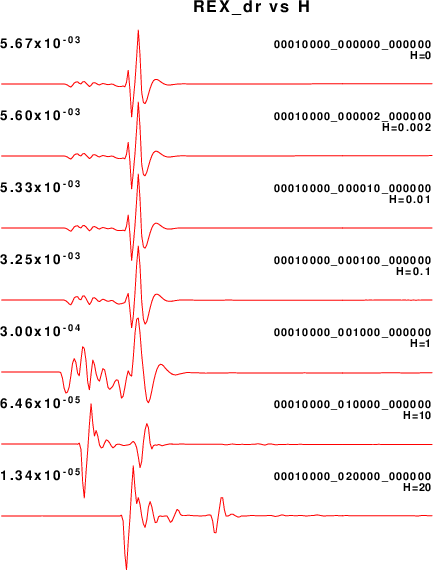 REX_dr vs H
5.67x10-03 00010000_000000_000000
H=0
5.60x10-03 00010000_000002_000000
H=0.002
5.33x10-03 00010000_000010_000000
H=0.01
3.25x10-03 00010000_000100_000000
H=0.1
3.00x10-04 00010000_001000_000000
H=1
6.46x10-05 00010000_010000_000000
H=10
1.34x10-05 00010000_020000_000000
H=20